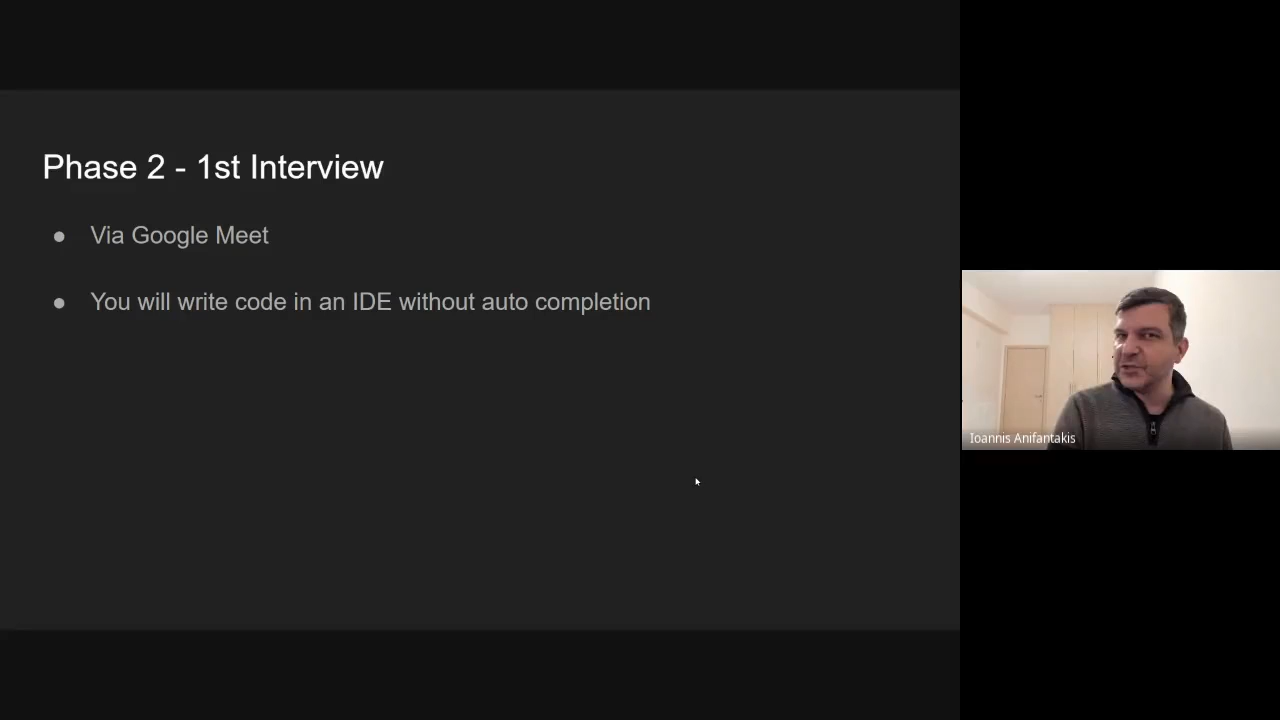 Phase 2 - 1st Interview
● Via Google Meet
● You will write code in an IDE without auto completion
Ioannis Anifantakis